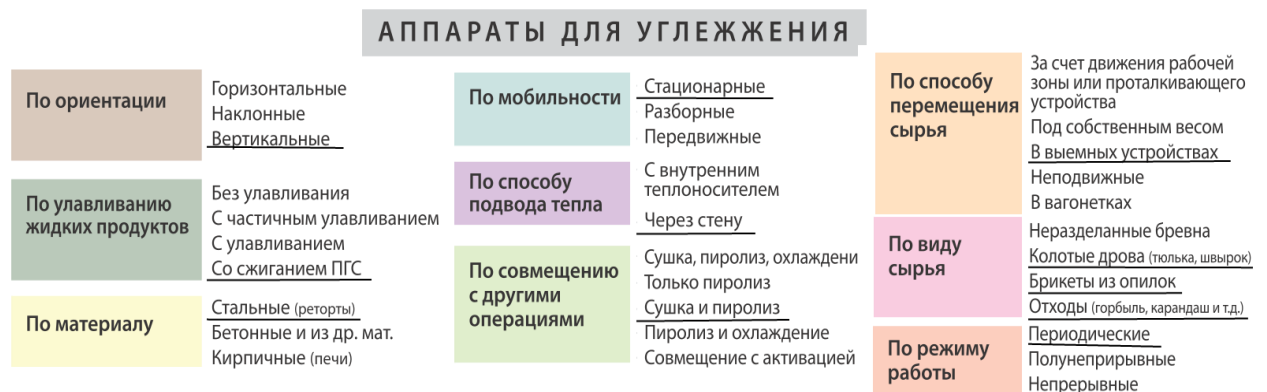 АППАРАТЫ ДЛЯ УГЛЕЖЖЕНИЯ
По ориентации
Горизонтальные
Наклонные
Вертикальные
По улавливанию
жидких продуктов
Без улавливания
С частичным улавливанием
С улавливанием
Со сжиганием ПГС
По материалу
Стальные (реторты)
Бетонные и из др. мат.
Кирпичные (печи)
По мобильности
Стационарные
Разборные
Передвижные
По способу
подвода тепла
С внутренним
теплоносителем
Через стену
По совмещению
с другими
операциями
Сушка, пиролиз, охлаждени
Только пиролиз
Сушка и пиролиз
Пиролиз и охлаждение
Совмещение с активацией
По способу
перемещения
сырья
За счет движения рабочей
зоны или проталкивающего
устройства
Под собственным весом
В выемных устройствах
Неподвижные
В вагонетках
По виду
сырья
Неразделанные бревна
Колотые дрова (тюлька, швырок)
Брикеты из опилок
Отходы (горбыль, карандаш и т.д.)
По режиму
работы
Периодические
Полунеприрывные
Непрерывные